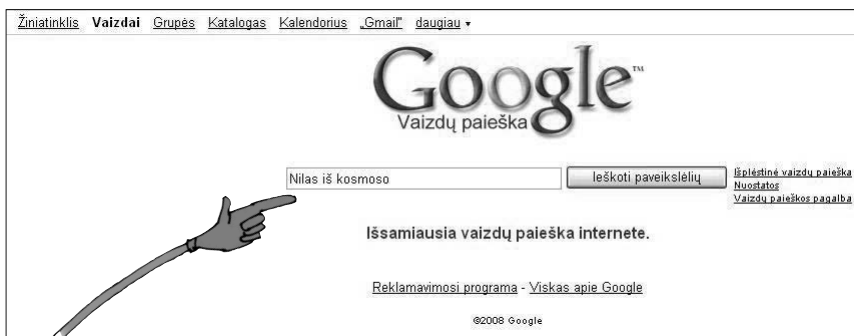 Žiniatinklis Vaizdai Grupės Katalogas Kalendorius „Gmail" daugiau ▾
Google™
Vaizdų paieška
Nilas iš kosmoso Ieškoti paveikslėlių
Išplėstinė vaizdų paieška
Nuostatos
Vaizdų paieškos pagalba
Išsamiausia vaizdų paieška internete.
Reklamavimosi programa - Viskas apie Google
©2008 Google